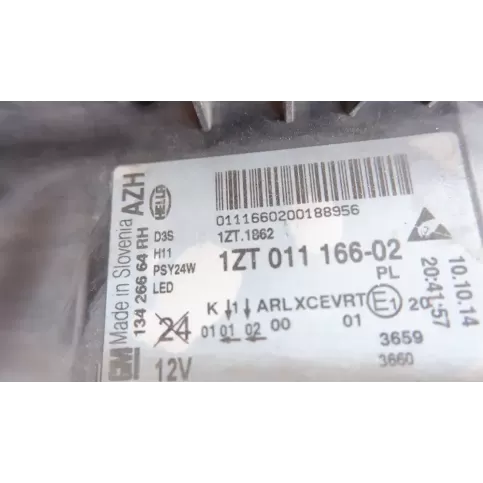 GM Made in Slovenia
134 266 64 RH
AZH
HELLA
D3S
H11
PSY24W
LED
24
12V
0111660200188956
1ZT.1862
1ZT 011 166-02
PL
K 1 ARLXCEVRT E1
01 01 02 00 01
3659
3660
10.10.14
20:41:57